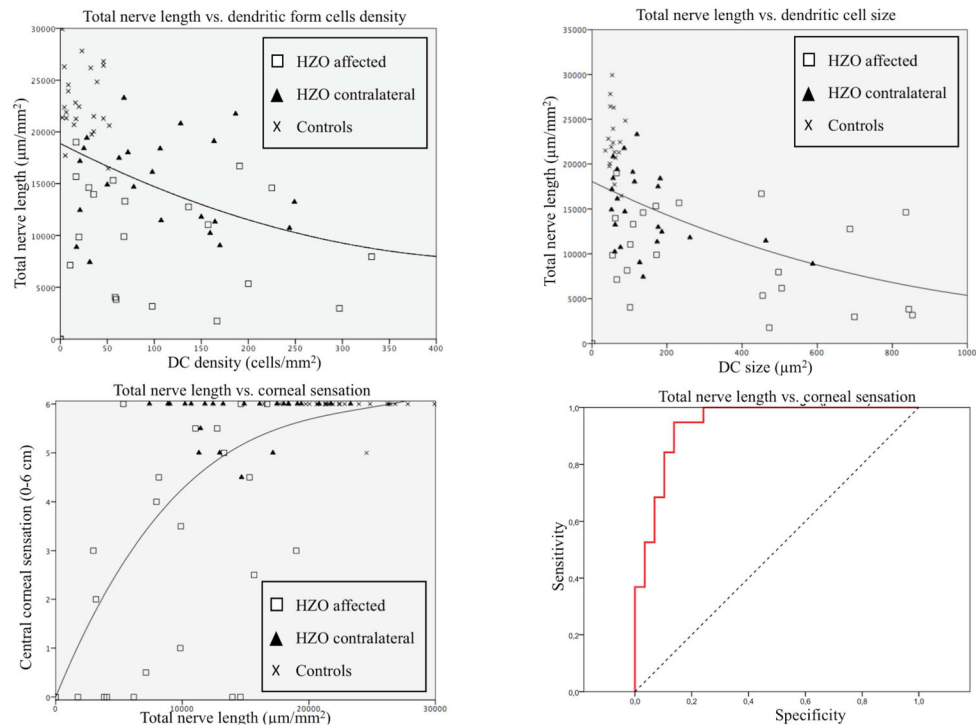 Total nerve length vs. dendritic form cells density
30000
25000
20000
15000
10000
5000
0
Total nerve length (µm/mm²)
HZO affected
HZO contralateral
Controls
0 50 100 150 200 250 300 350 400
DC density (cells/mm²)
Total nerve length vs. dendritic cell size
35000
30000
25000
20000
15000
10000
5000
0
Total nerve length (µm/mm²)
HZO affected
HZO contralateral
Controls
0 200 400 600 800 1000
DC size (µm²)
Total nerve length vs. corneal sensation
6
5
4
3
2
1
0
Central corneal sensation (0-6 cm)
HZO affected
HZO contralateral
Controls
0 10000 20000 30000
Total nerve length (µm/mm²)
Total nerve length vs. corneal sensation
1,0
0,8
0,6
0,4
0,2
0,0
Sensitivity
0,0 0,2 0,4 0,6 0,8 1,0
Specificity